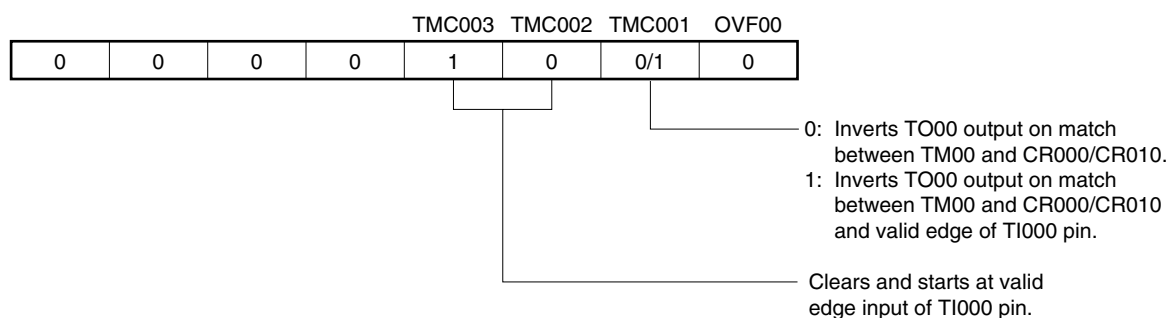 TMC003 TMC002 TMC001 OVF00
0 0 0 0 1 0 0/1 0
0: Inverts TO00 output on match
between TM00 and CR000/CR010.
1: Inverts TO00 output on match
between TM00 and CR000/CR010
and valid edge of TI000 pin.
Clears and starts at valid
edge input of TI000 pin.